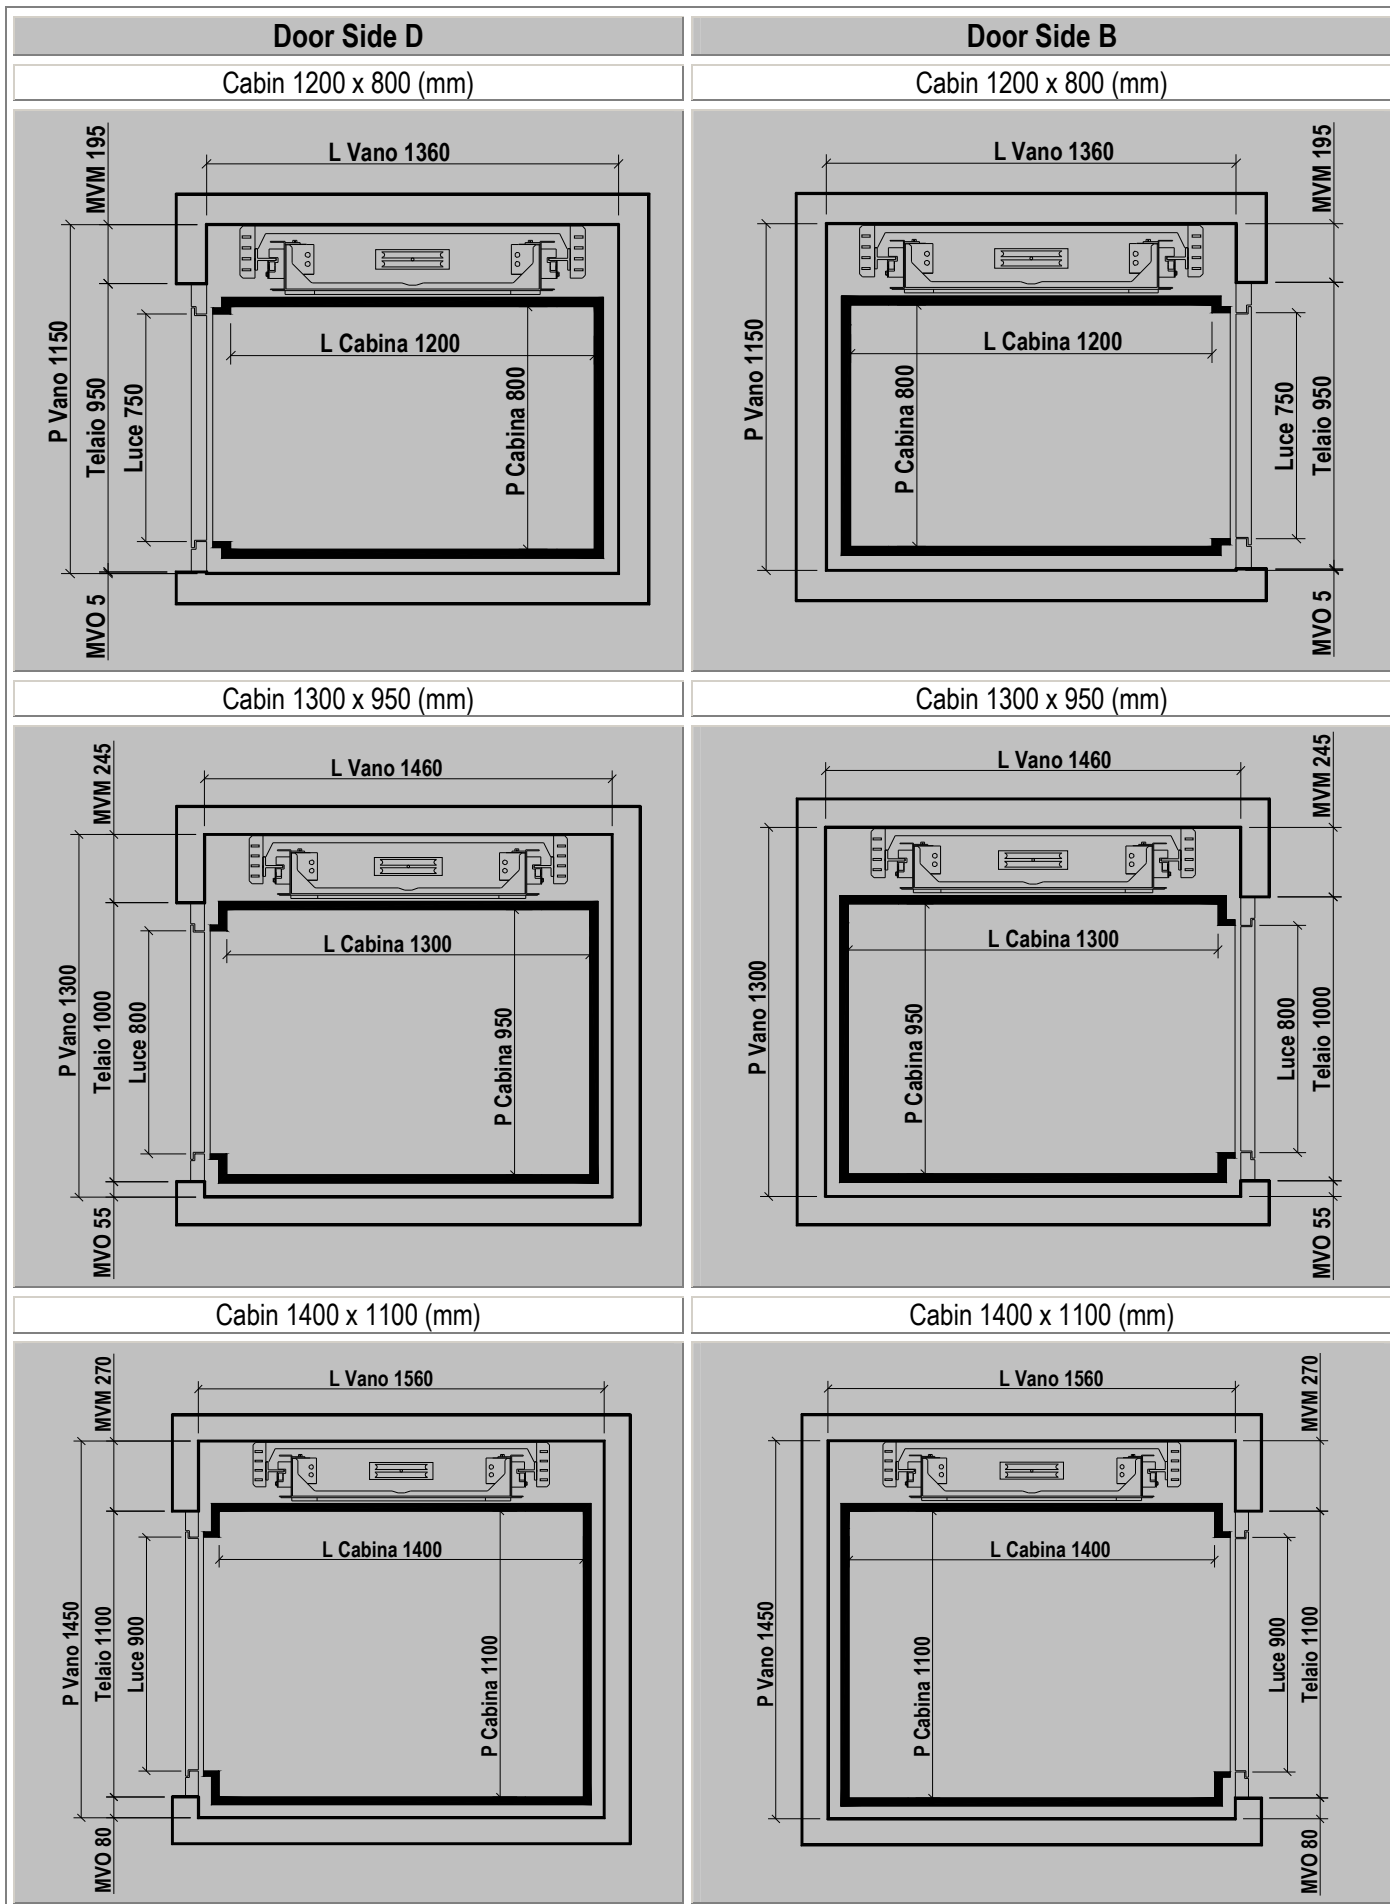 Door Side D
Door Side B
Cabin 1200 x 800 (mm)
Cabin 1200 x 800 (mm)
MVM 195
L Vano 1360
P Vano 1150
Telaio 950
Luce 750
L Cabina 1200
P Cabina 800
MVO 5
L Vano 1360
MVM 195
P Vano 1150
L Cabina 1200
P Cabina 800
Luce 750
Telaio 950
MVO 5
Cabin 1300 x 950 (mm)
Cabin 1300 x 950 (mm)
MVM 245
L Vano 1460
P Vano 1300
Telaio 1000
Luce 800
L Cabina 1300
P Cabina 950
MVO 55
L Vano 1460
MVM 245
P Vano 1300
L Cabina 1300
P Cabina 950
Luce 800
Telaio 1000
MVO 55
Cabin 1400 x 1100 (mm)
Cabin 1400 x 1100 (mm)
MVM 270
L Vano 1560
P Vano 1450
Telaio 1100
Luce 900
L Cabina 1400
P Cabina 1100
MVO 80
L Vano 1560
MVM 270
P Vano 1450
L Cabina 1400
P Cabina 1100
Luce 900
Telaio 1100
MVO 80